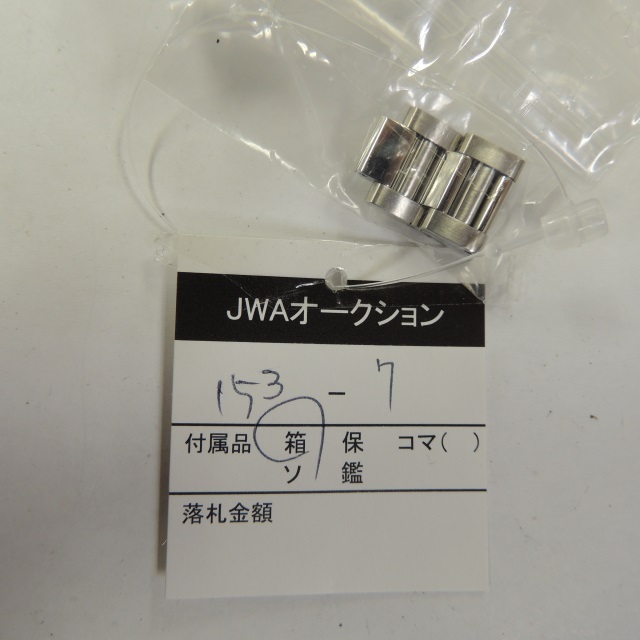 JWAオークション
153 - 7
付属品 箱 保 コマ( )
ソ 鑑
落札金額